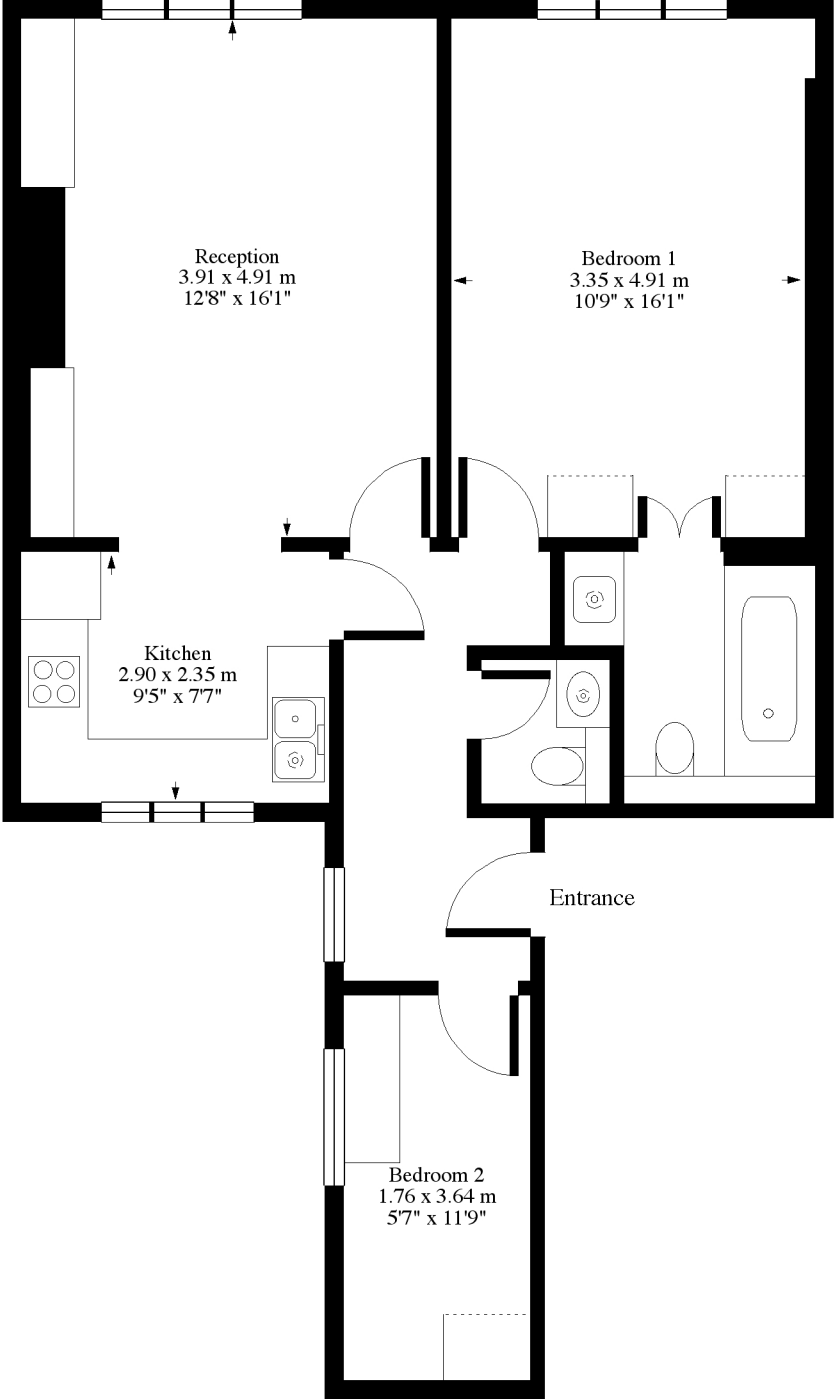 Reception
3.91 x 4.91 m
12'8" x 16'1"
Bedroom 1
3.35 x 4.91 m
10'9" x 16'1"
Kitchen
2.90 x 2.35 m
9'5" x 7'7"
Entrance
Bedroom 2
1.76 x 3.64 m
5'7" x 11'9"